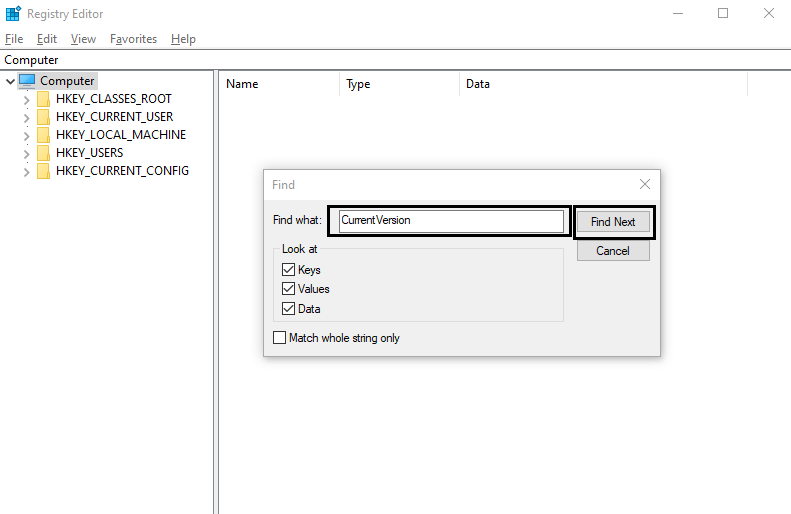 Registry Editor
File Edit View Favorites Help
Computer
Computer
HKEY_CLASSES_ROOT
HKEY_CURRENT_USER
HKEY_LOCAL_MACHINE
HKEY_USERS
HKEY_CURRENT_CONFIG
Name Type Data
Find
Find what: CurrentVersion Find Next
Cancel
Look at
Keys
Values
Data
Match whole string only